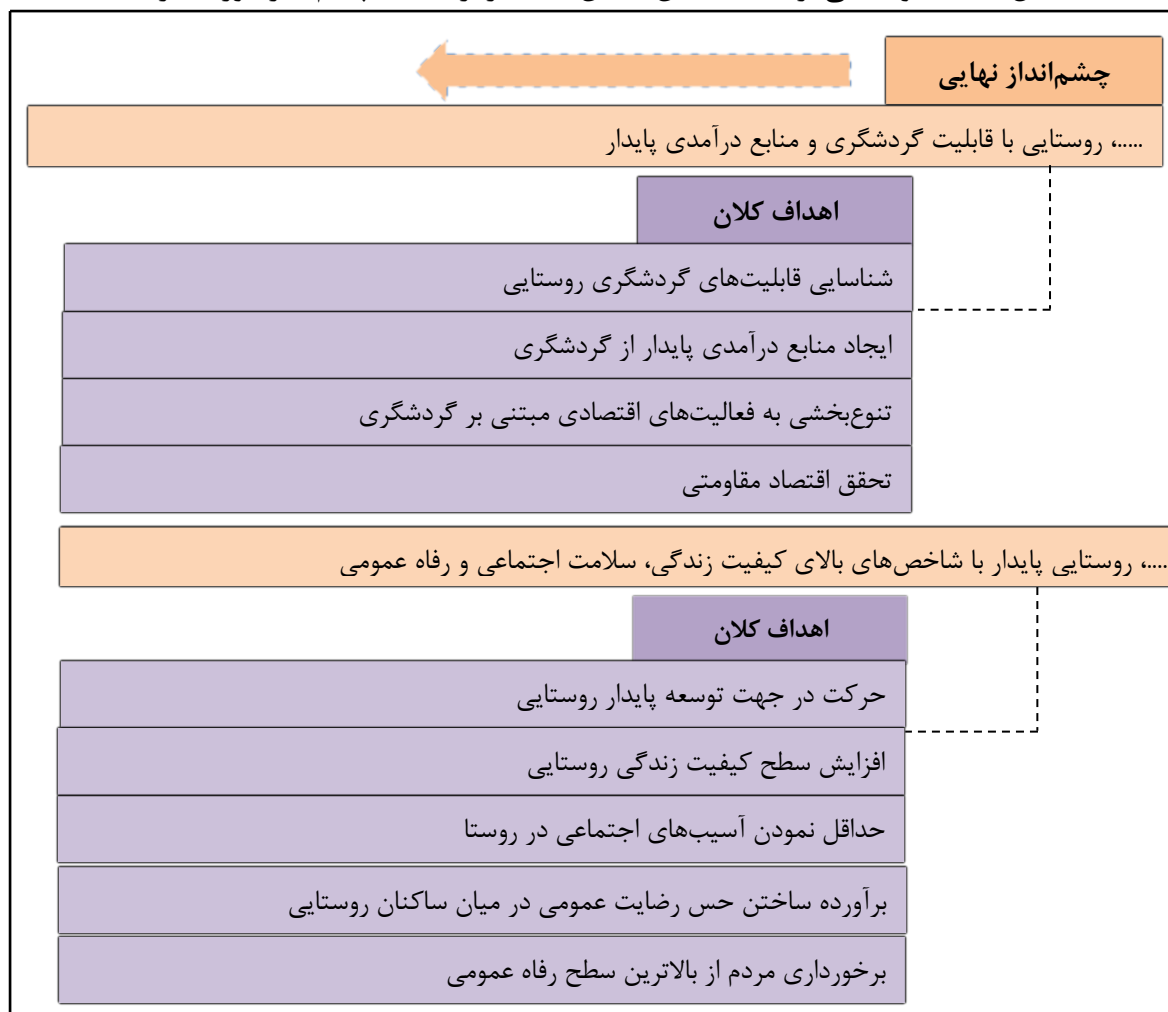 چشم‌انداز نهایی
.....، روستایی با قابلیت گردشگری و منابع درآمدی پایدار
اهداف کلان
شناسایی قابلیت‌های گردشگری روستایی
ایجاد منابع درآمدی پایدار از گردشگری
تنوع‌بخشی به فعالیت‌های اقتصادی مبتنی بر گردشگری
تحقق اقتصاد مقاومتی
....، روستایی پایدار با شاخص‌های بالای کیفیت زندگی، سلامت اجتماعی و رفاه عمومی
اهداف کلان
حرکت در جهت توسعه پایدار روستایی
افزایش سطح کیفیت زندگی روستایی
حداقل نمودن آسیب‌های اجتماعی در روستا
برآورده ساختن حس رضایت عمومی در میان ساکنان روستایی
برخورداری مردم از بالاترین سطح رفاه عمومی